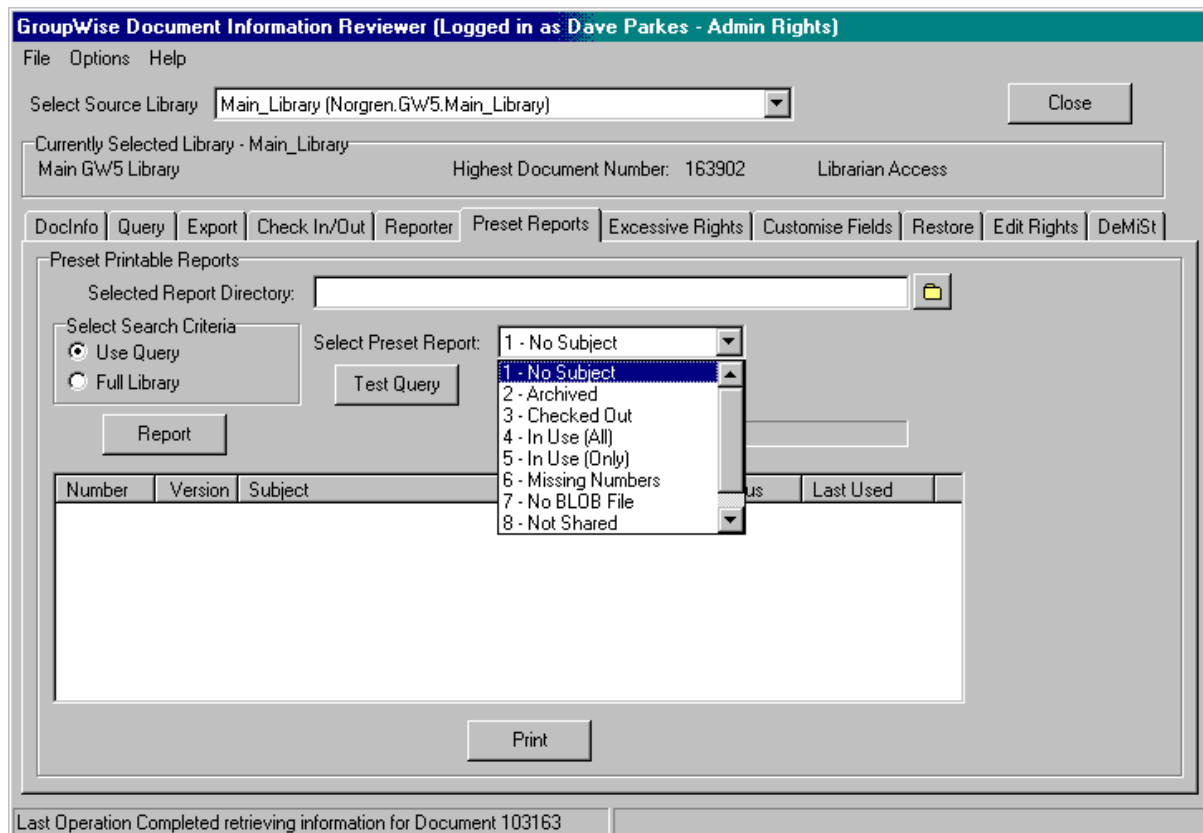 GroupWise Document Information Reviewer (Logged in as Dave Parkes - Admin Rights)
File Options Help
Select Source Library Main_Library (Norgren.GW5.Main_Library) Close
Currently Selected Library - Main_Library
Main GW5 Library Highest Document Number: 163902 Librarian Access
DocInfo Query Export Check In/Out Reporter Preset Reports Excessive Rights Customise Fields Restore Edit Rights DeMiSt
Preset Printable Reports
Selected Report Directory:
Select Search Criteria
Use Query
Full Library
Select Preset Report: 1 - No Subject
Test Query
1 - No Subject
2 - Archived
3 - Checked Out
4 - In Use (All)
5 - In Use (Only)
6 - Missing Numbers
7 - No BLOB File
8 - Not Shared
Report
Number Version Subject us Last Used
Print
Last Operation Completed retrieving information for Document 103163